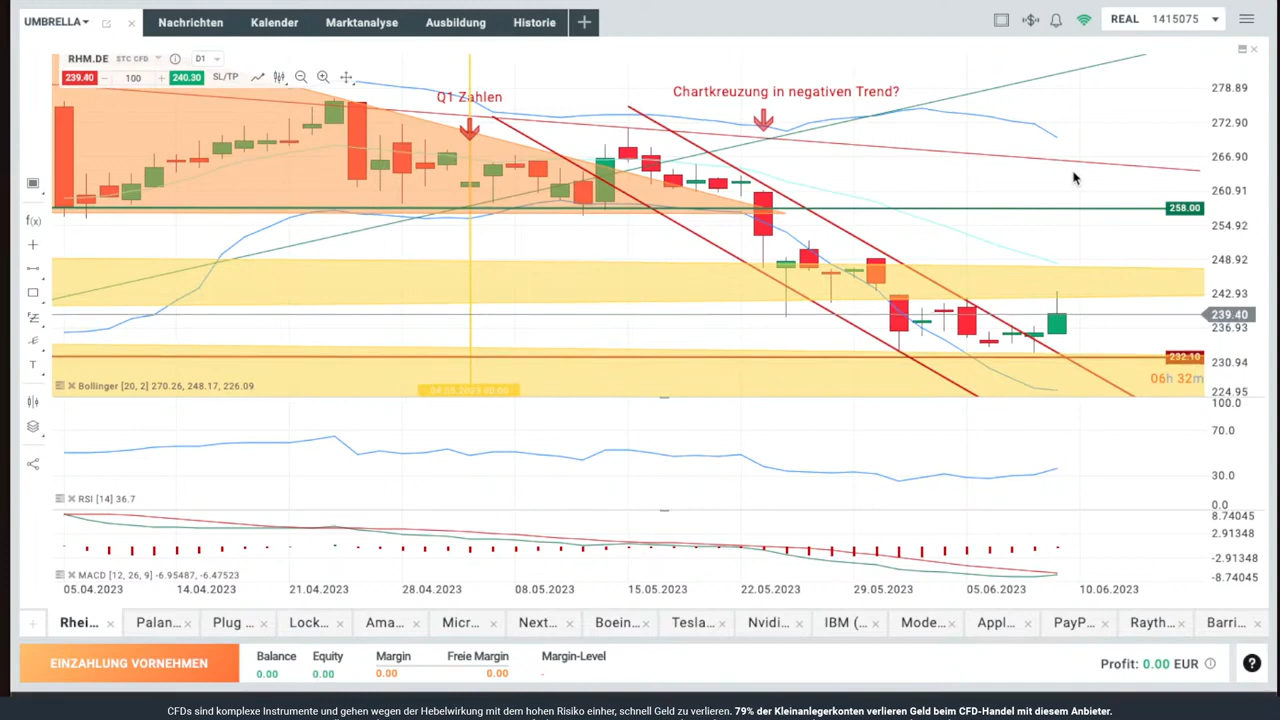 UMBRELLA
Nachrichten
Kalender
Marktanalyse
Ausbildung
Historie
REAL 1415075
RHM.DE STC CFD D1
239.40 100 240.30 SL/TP
Q1 Zahlen
Chartkreuzung in negativen Trend?
278.89
272.90
266.90
260.91
258.00
254.92
248.92
242.93
239.40
236.93
232.10
230.94
06h 32m
224.95
Bollinger [20, 2] 270.26, 248.17, 226.09
04.05.2023 00:00
100.0
70.0
30.0
0.0
RSI [14] 36.7
8.74045
2.91348
-2.91348
-8.74045
MACD [12, 26, 9] -6.95487, -6.47523
05.04.2023 14.04.2023 21.04.2023 28.04.2023 08.05.2023 15.05.2023 22.05.2023 29.05.2023 05.06.2023 10.06.2023
Rhei... Palan... Plug ... Lock... Ama... Micr... Next... Boein... Tesla... Nvidi... IBM (... Mode... Appl... PayP... Rayth... Barri...
EINZAHLUNG VORNEHMEN
Balance Equity Margin Freie Margin Margin-Level
0.00 0.00 0.00 0.00 -
Profit: 0.00 EUR
f(x)
T
CFDs sind komplexe Instrumente und gehen wegen der Hebelwirkung mit dem hohen Risiko einher, schnell Geld zu verlieren. 79% der Kleinanlegerkonten verlieren Geld beim CFD-Handel mit diesem Anbieter.